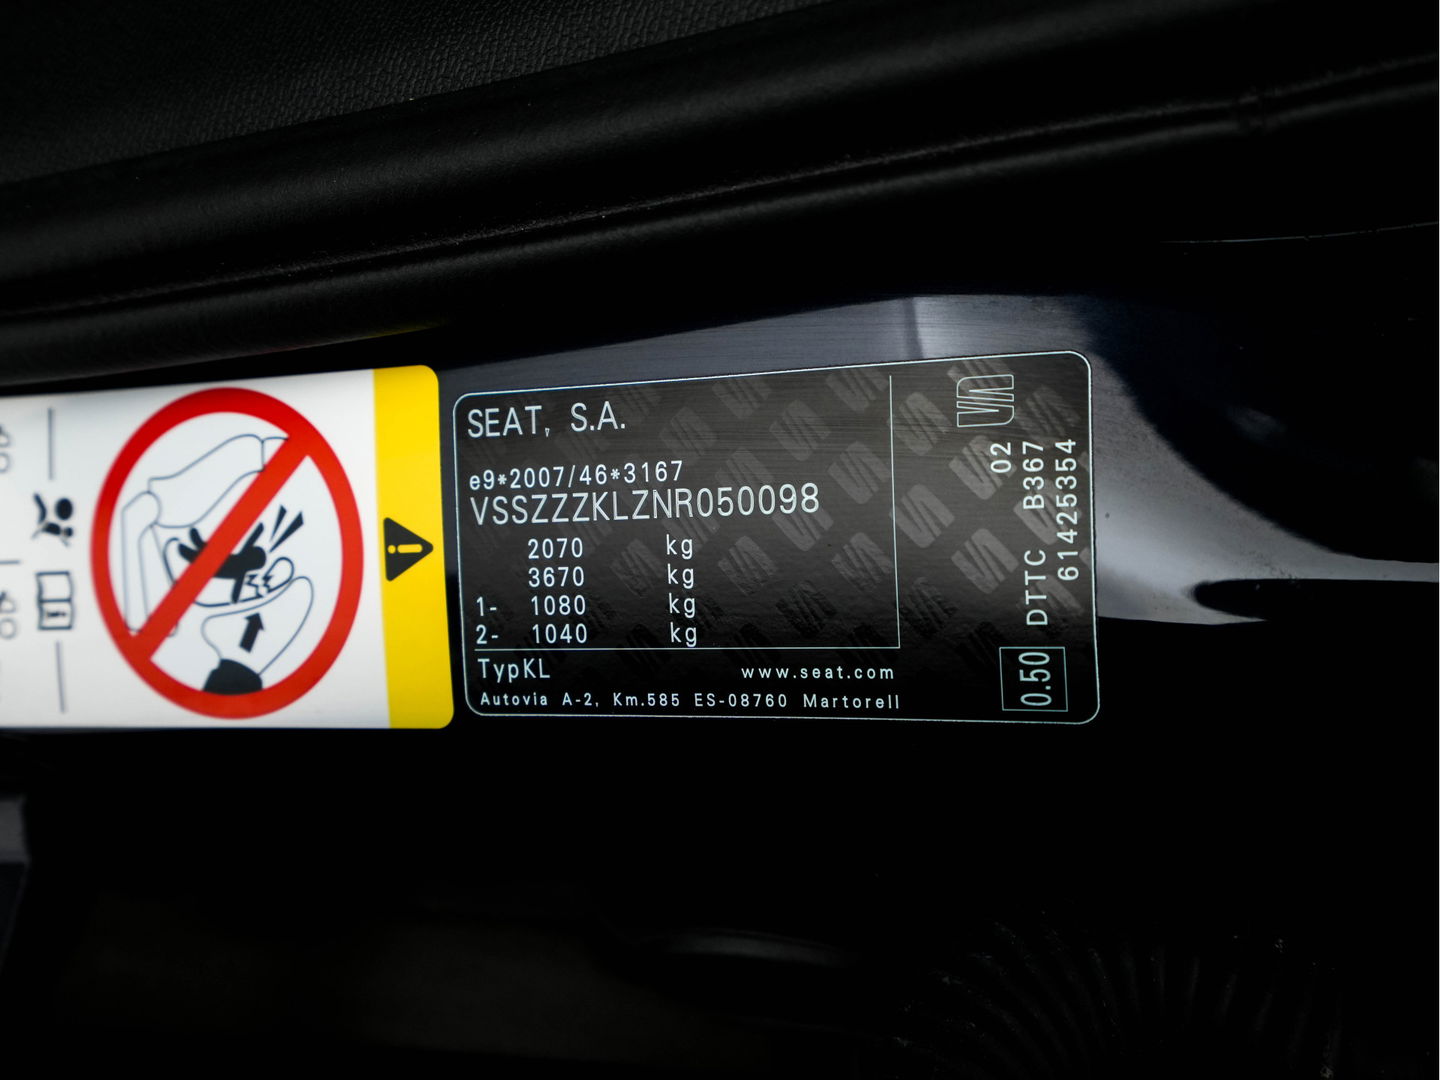 SEAT, S.A.
e9*2007/46*3167
VSSZZZKLZNR050098
2070 kg
3670 kg
1- 1080 kg
2- 1040 kg
TypKL www.seat.com
Autovia A-2, Km.585 ES-08760 Martorell
02
DTTC BB367
61425354
0.50